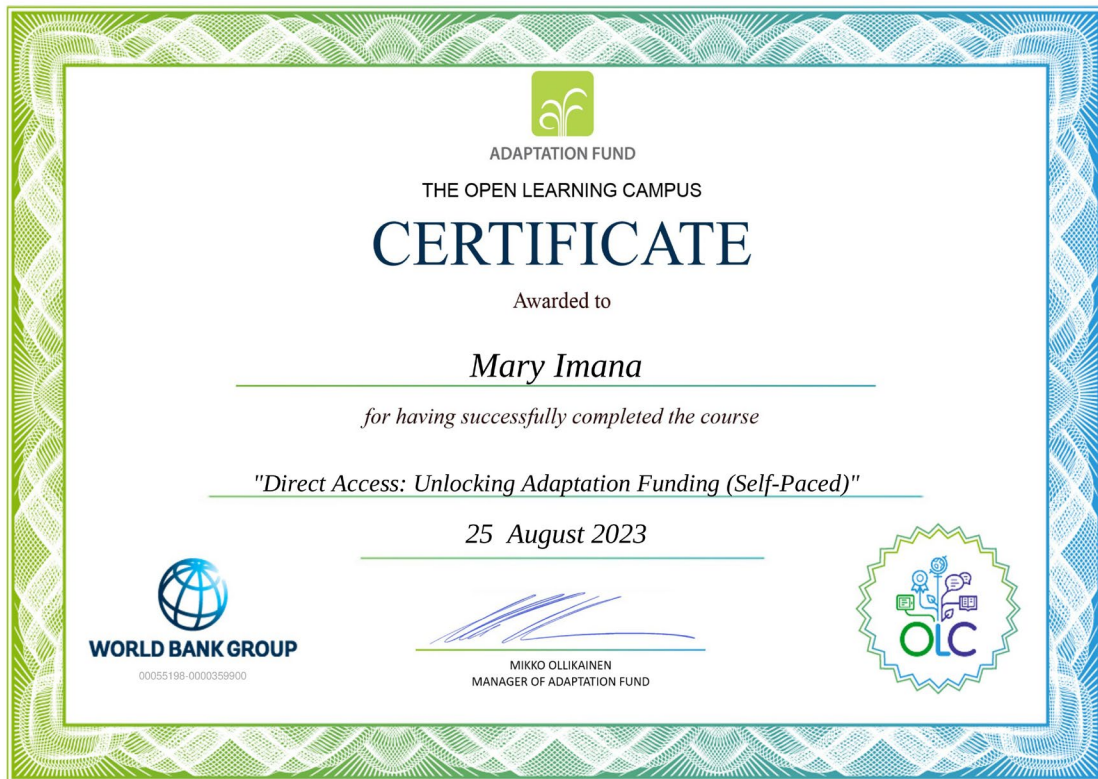 af
ADAPTATION FUND
THE OPEN LEARNING CAMPUS
CERTIFICATE
Awarded to
Mary Imana
for having successfully completed the course
"Direct Access: Unlocking Adaptation Funding (Self-Paced)"
25 August 2023
WORLD BANK GROUP
00055198-0000359900
MIKKO OLLIKAINEN
MANAGER OF ADAPTATION FUND
OLC